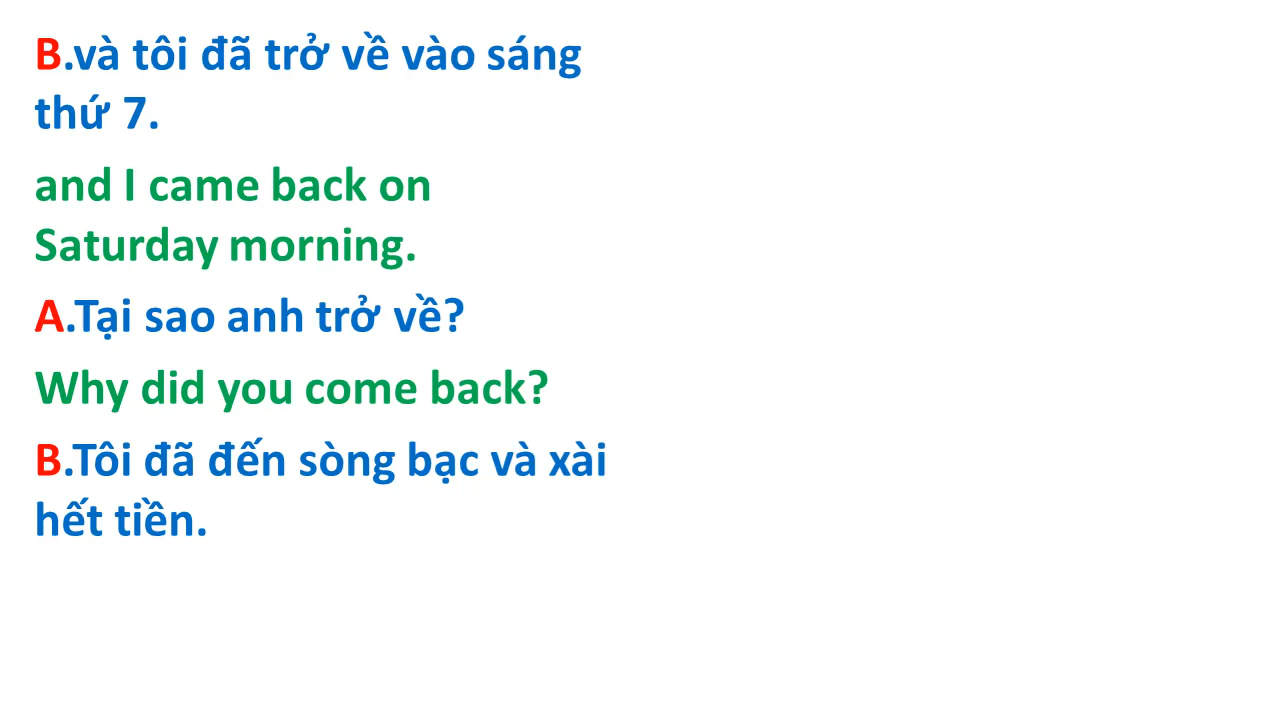 B.và tôi đã trở về vào sáng
thứ 7.
and I came back on
Saturday morning.
A.Tại sao anh trở về?
Why did you come back?
B.Tôi đã đến sòng bạc và xài
hết tiền.